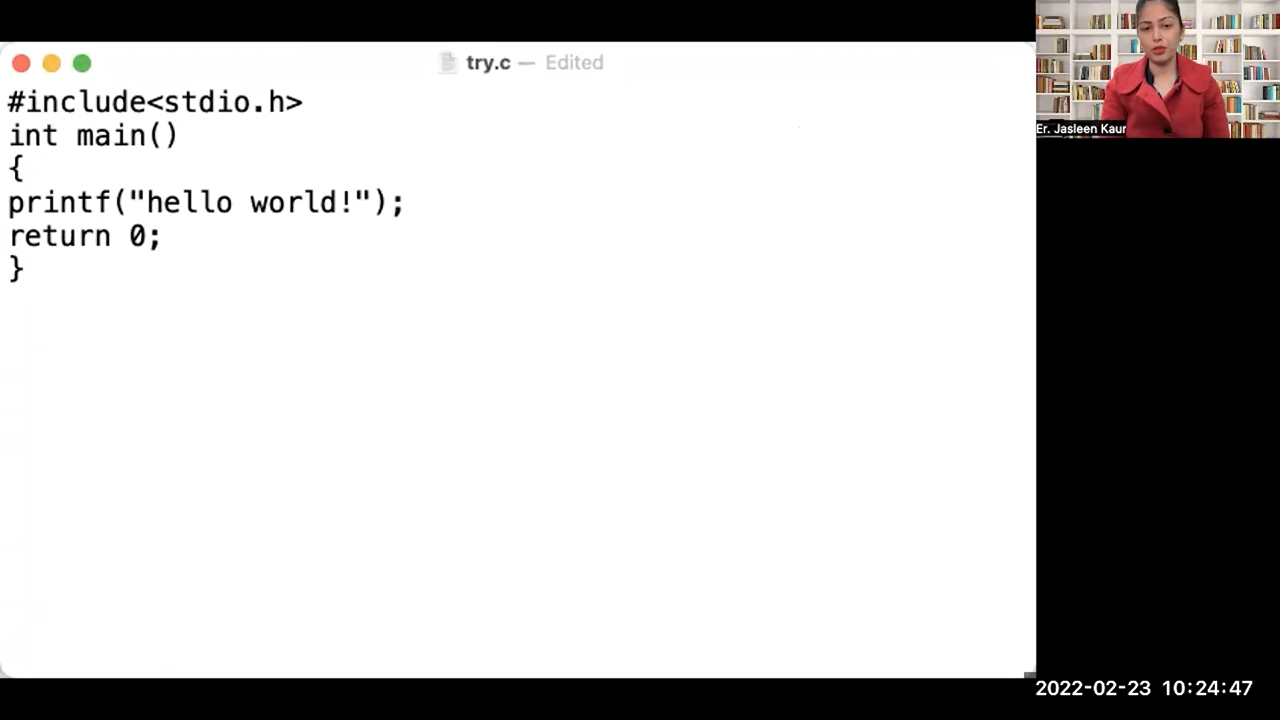 try.c — Edited
#include<stdio.h>
int main()
{
printf("hello world!");
return 0;
}
Er. Jasleen Kaur
2022-02-23 10:24:47